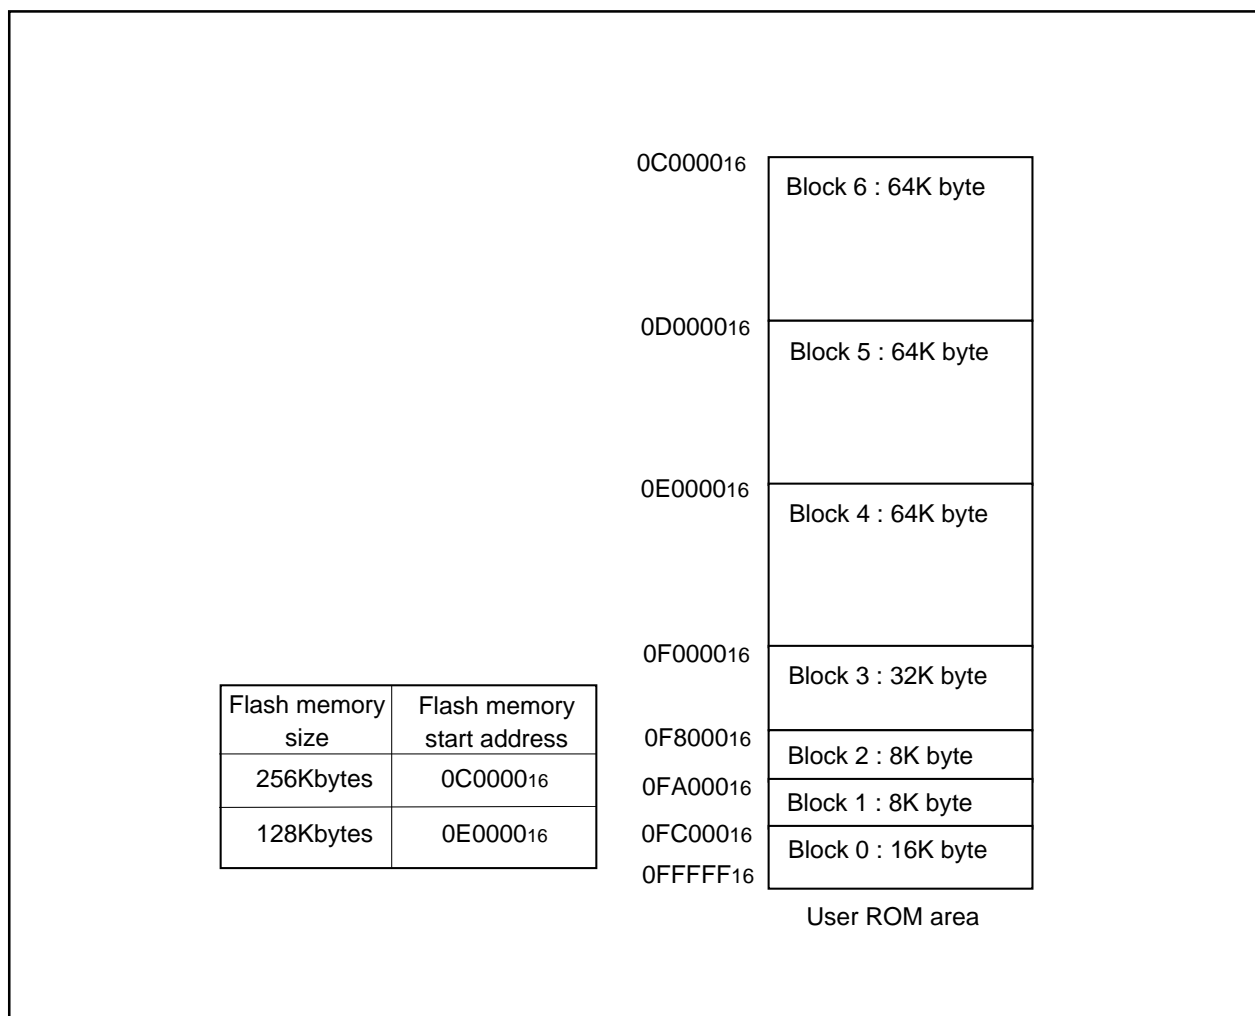 0C000016
Block 6 : 64K byte
0D000016
Block 5 : 64K byte
0E000016
Block 4 : 64K byte
0F000016
Block 3 : 32K byte
0F800016
Block 2 : 8K byte
0FA00016
Block 1 : 8K byte
0FC00016
Block 0 : 16K byte
0FFFFF16
User ROM area
Flash memory size
Flash memory start address
256Kbytes
0C000016
128Kbytes
0E000016